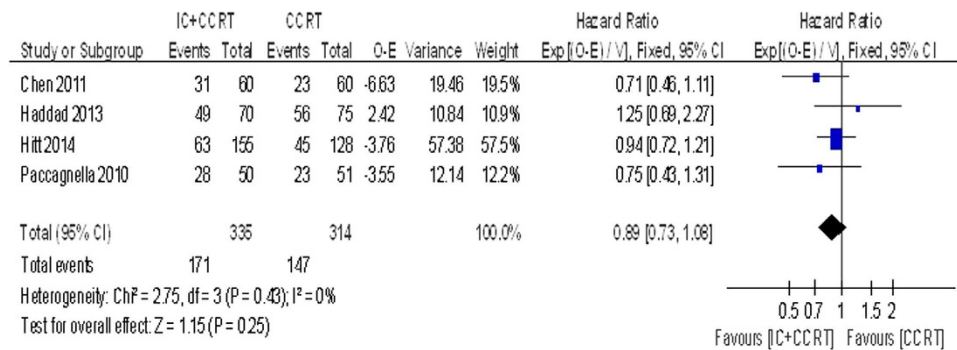 IC+CCRT CCRT Hazard Ratio Hazard Ratio
Study or Subgroup Events Total Events Total O-E Variance Weight Exp[(O-E) / V], Fixed, 95% CI Exp[(O-E) / V], Fixed, 95% CI
Chen 2011 31 60 23 60 -6.63 19.46 19.5% 0.71 [0.46, 1.11]
Haddad 2013 49 70 56 75 2.42 10.84 10.9% 1.25 [0.69, 2.27]
Hitt 2014 63 155 45 128 -3.76 57.38 57.5% 0.94 [0.72, 1.21]
Paccagnella 2010 28 50 23 51 -3.55 12.14 12.2% 0.75 [0.43, 1.31]
Total (95% CI) 335 314 100.0% 0.89 [0.73, 1.08]
Total events 171 147
Heterogeneity: Chi² = 2.75, df = 3 (P = 0.43); I² = 0%
Test for overall effect: Z = 1.15 (P = 0.25)
0.5 0.7 1 1.5 2
Favours [IC+CCRT] Favours [CCRT]